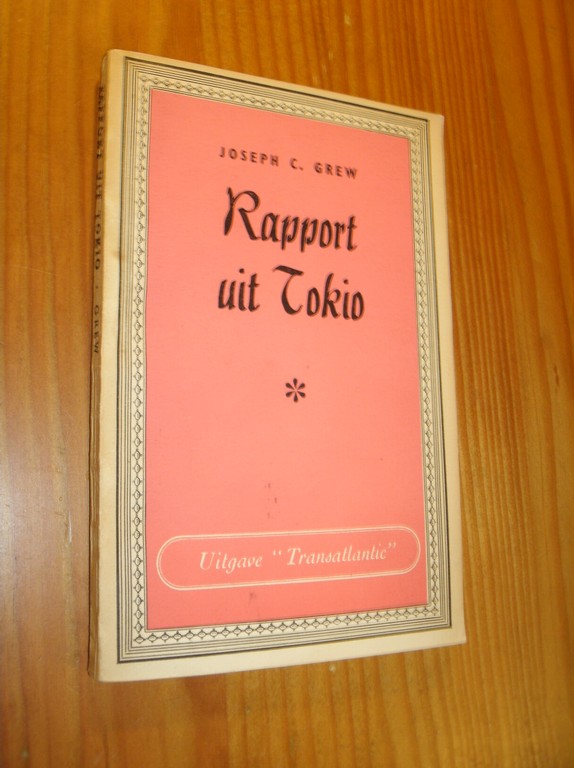 JOSEPH C. GREW
Rapport
uit Tokio
*
Uitgave "Transatlantic"
RAPPORT UIT TOKIO · GREW